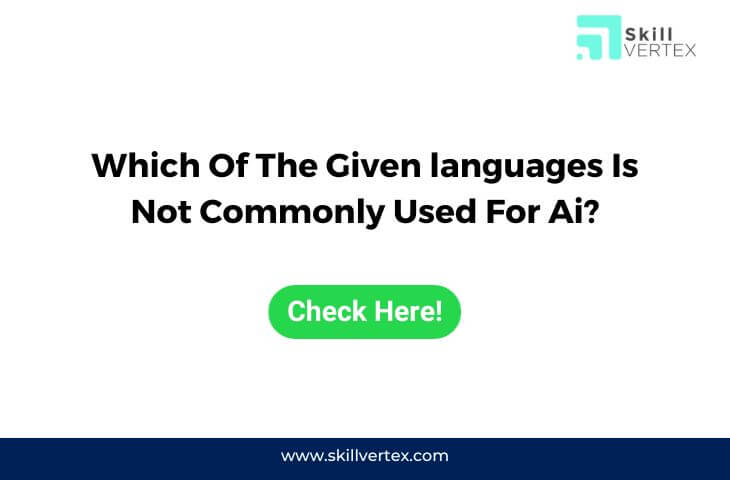 Skill
VERTEX
Which Of The Given languages Is
Not Commonly Used For Ai?
Check Here!
www.skillvertex.com